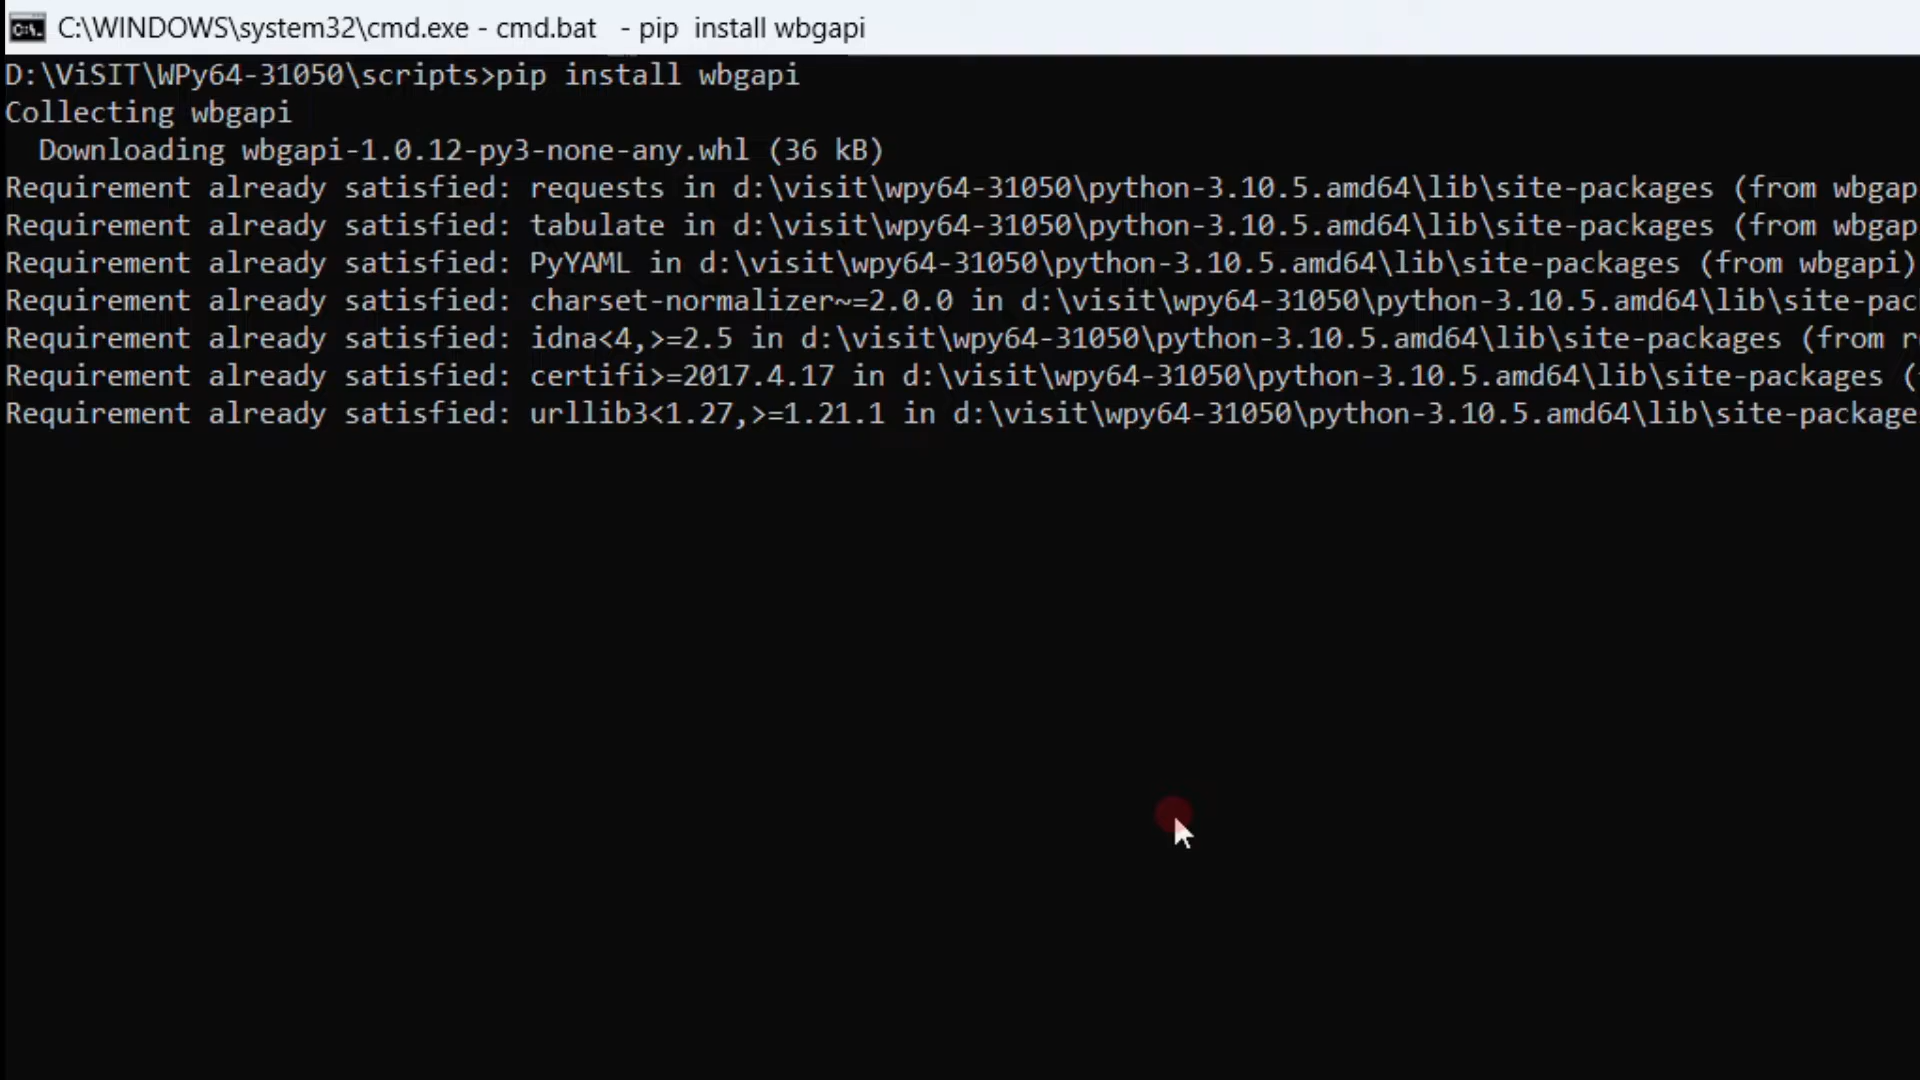 C:\WINDOWS\system32\cmd.exe - cmd.bat - pip install wbgapi
D:\ViSIT\WPy64-31050\scripts>pip install wbgapi
Collecting wbgapi
Downloading wbgapi-1.0.12-py3-none-any.whl (36 kB)
Requirement already satisfied: requests in d:\visit\wpy64-31050\python-3.10.5.amd64\lib\site-packages (from wbgap
Requirement already satisfied: tabulate in d:\visit\wpy64-31050\python-3.10.5.amd64\lib\site-packages (from wbgap
Requirement already satisfied: PyYAML in d:\visit\wpy64-31050\python-3.10.5.amd64\lib\site-packages (from wbgapi)
Requirement already satisfied: charset-normalizer~=2.0.0 in d:\visit\wpy64-31050\python-3.10.5.amd64\lib\site-pac
Requirement already satisfied: idna<4,>=2.5 in d:\visit\wpy64-31050\python-3.10.5.amd64\lib\site-packages (from r
Requirement already satisfied: certifi>=2017.4.17 in d:\visit\wpy64-31050\python-3.10.5.amd64\lib\site-packages (
Requirement already satisfied: urllib3<1.27,>=1.21.1 in d:\visit\wpy64-31050\python-3.10.5.amd64\lib\site-package